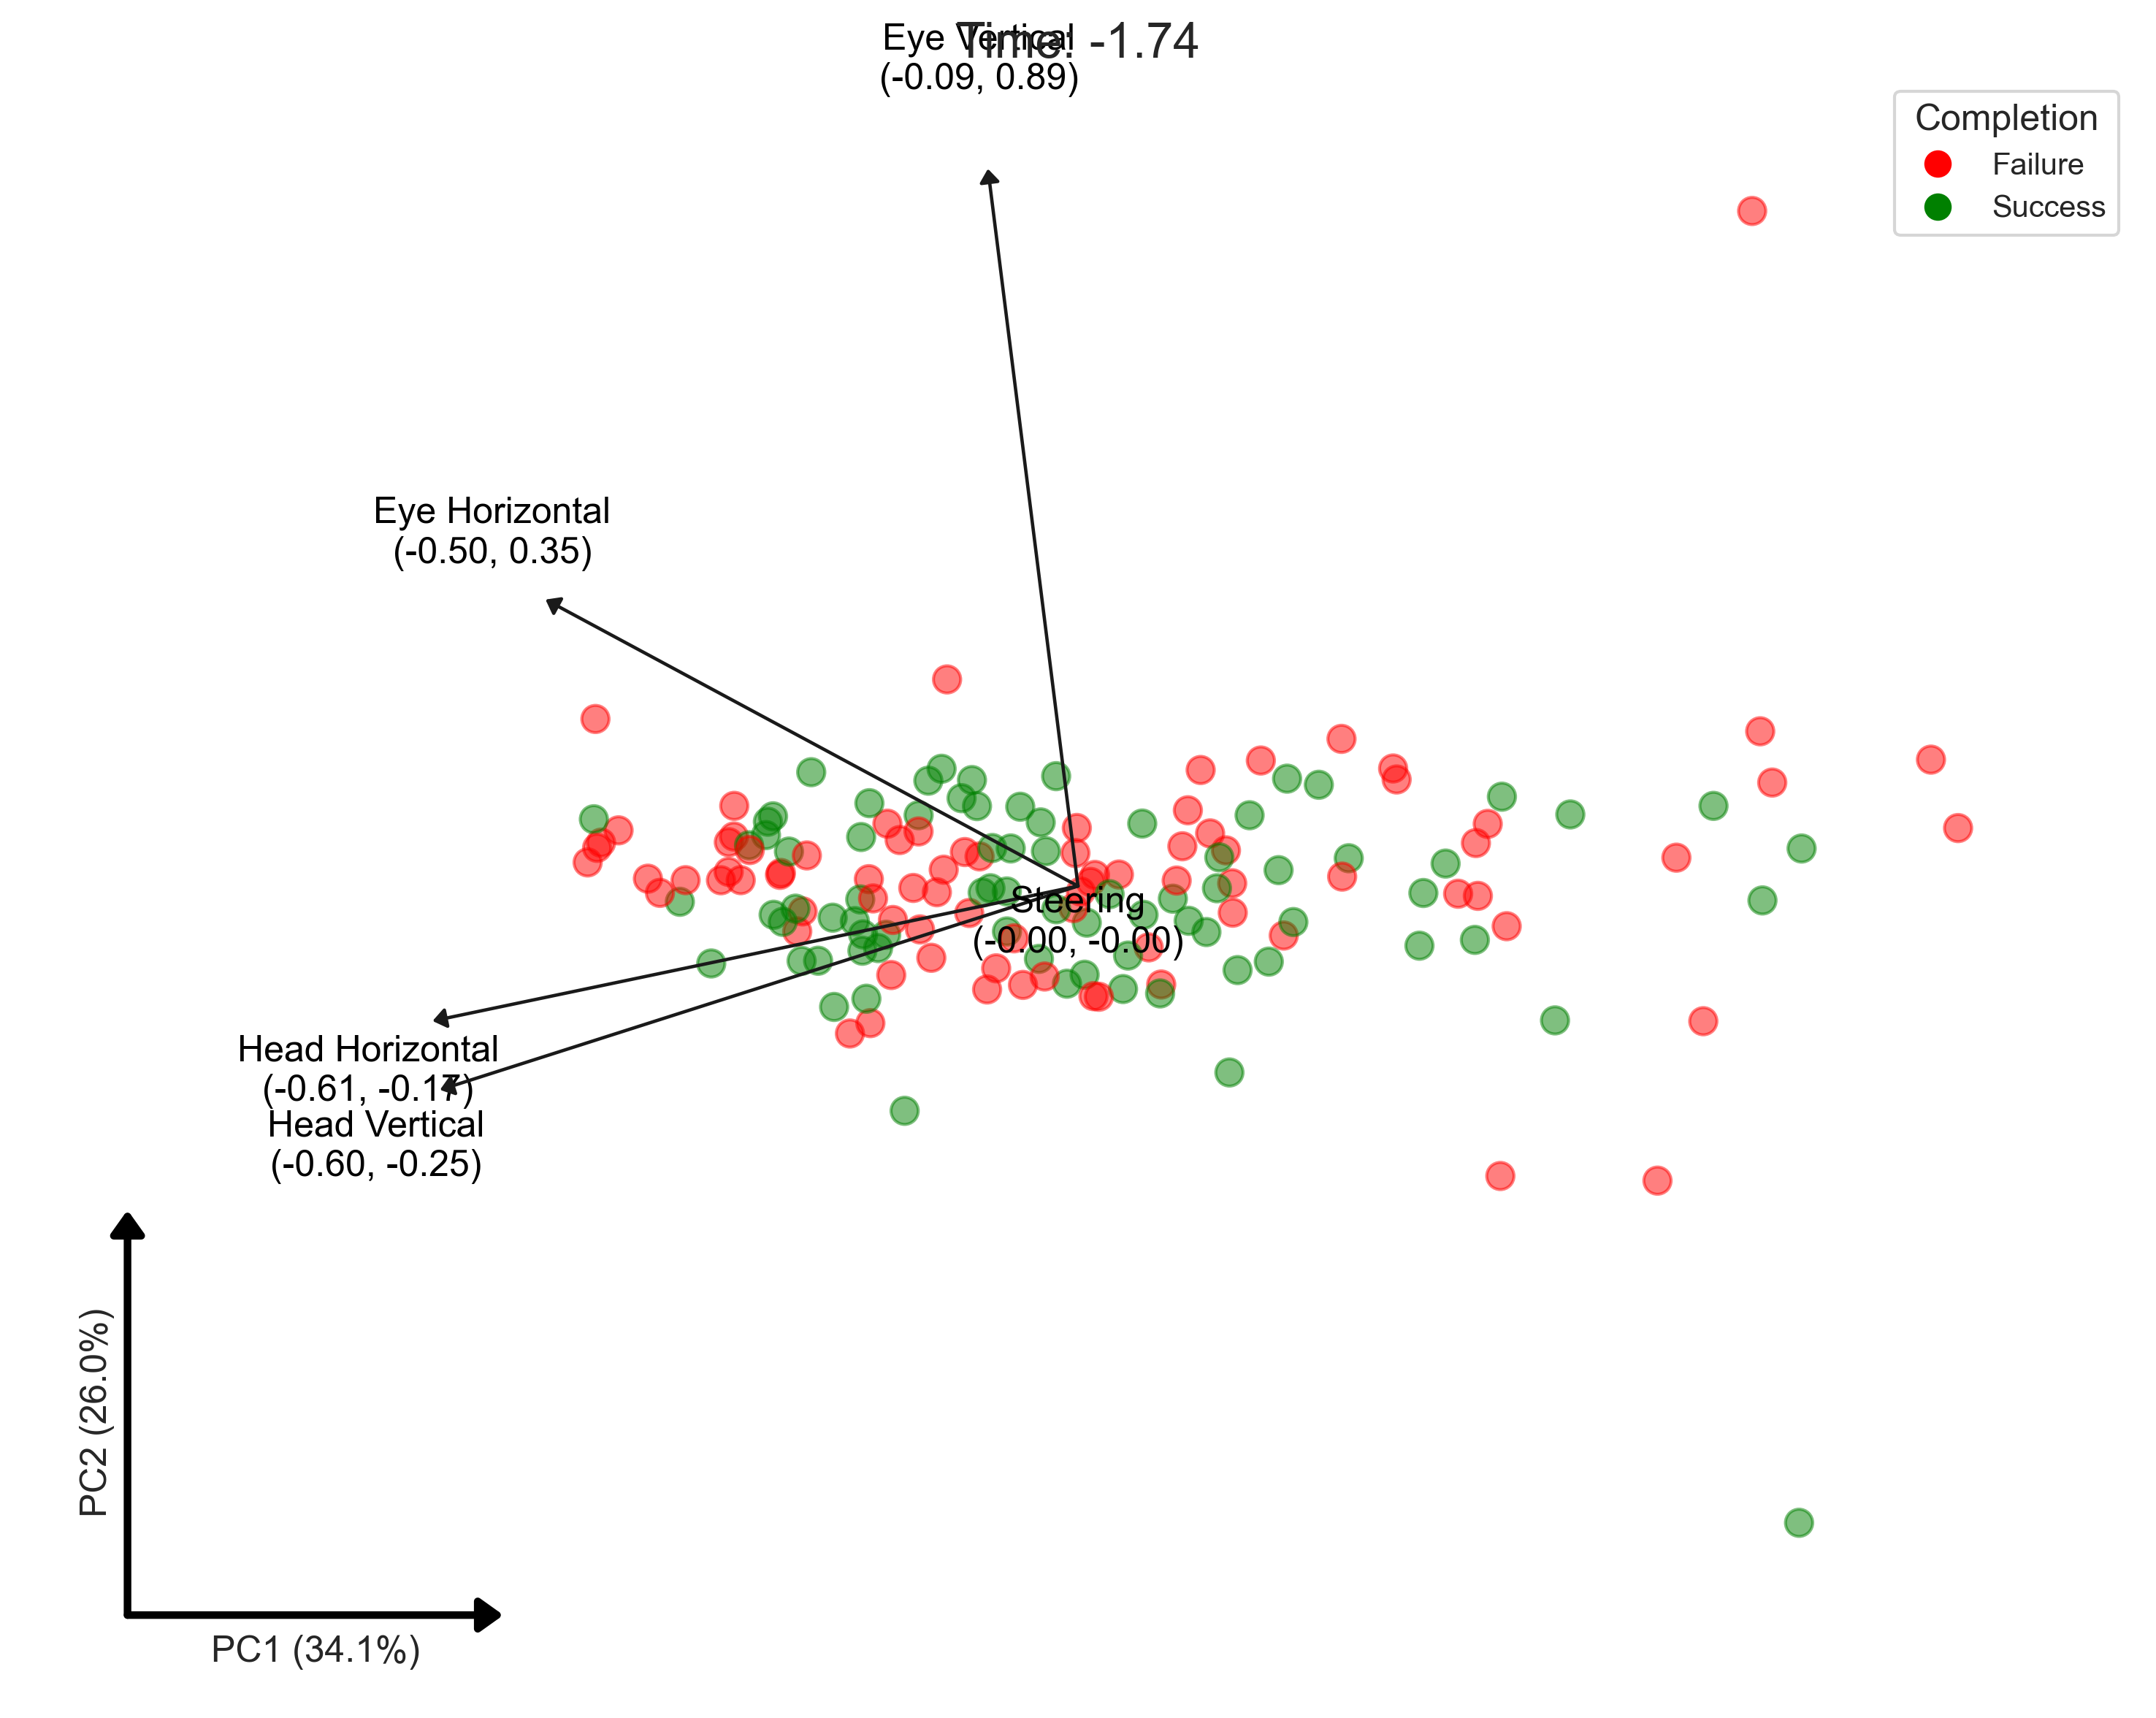 Time: -1.74
Eye Vertical
(-0.09, 0.89)
Completion
Failure
Success
Eye Horizontal
(-0.50, 0.35)
Steering
(-0.00, -0.00)
Head Horizontal
(-0.61, -0.17)
Head Vertical
(-0.60, -0.25)
PC2 (26.0%)
PC1 (34.1%)